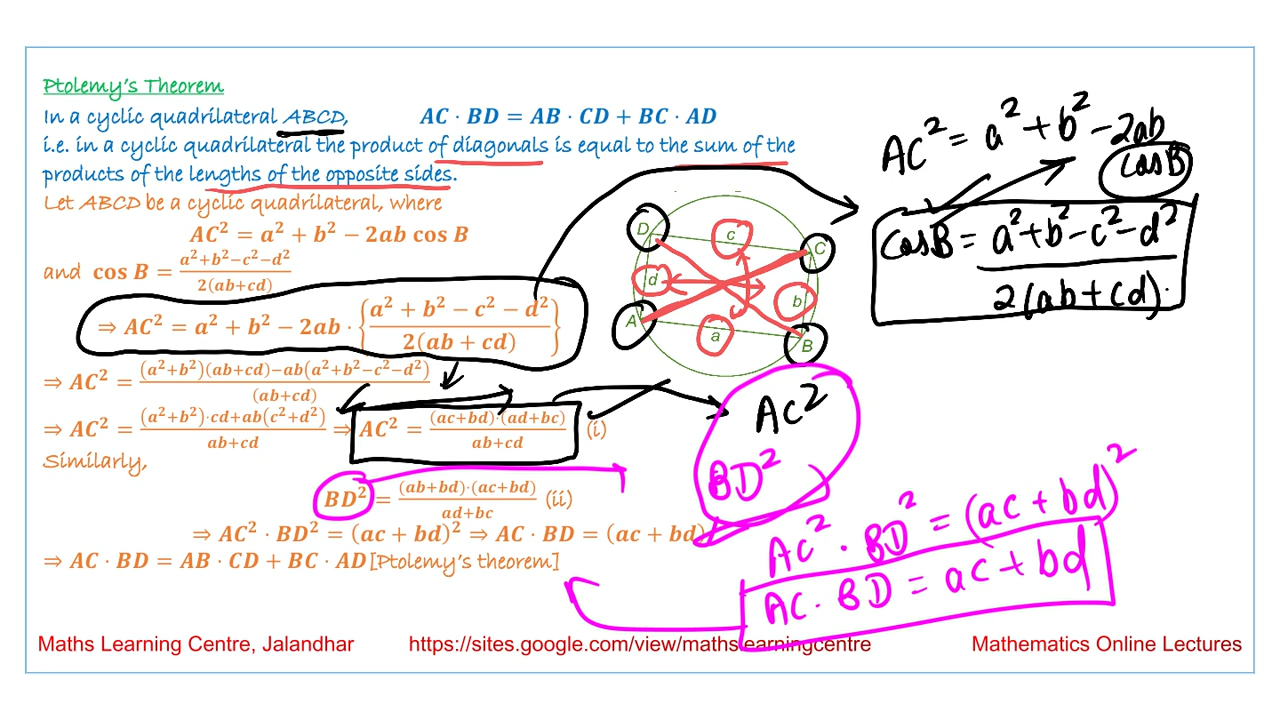 Ptolemy's Theorem
In a cyclic quadrilateral ABCD, AC · BD = AB · CD + BC · AD
i.e. in a cyclic quadrilateral the product of diagonals is equal to the sum of the
products of the lengths of the opposite sides.
Let ABCD be a cyclic quadrilateral, where
AC² = a² + b² − 2ab cos B
and cos B = (a²+b²−c²−d²)/(2(ab+cd))
⇒ AC² = a² + b² − 2ab · {(a² + b² − c² − d²)/(2(ab + cd))}
⇒ AC² = ((a²+b²)(ab+cd)−ab(a²+b²−c²−d²))/((ab+cd))
⇒ AC² = ((a²+b²)·cd+ab(c²+d²))/(ab+cd) ⇒ AC² = ((ac+bd)·(ad+bc))/(ab+cd) (i)
Similarly,
BD² = ((ab+bd)·(ac+bd))/(ad+bc) (ii)
⇒ AC² · BD² = (ac + bd)² ⇒ AC · BD = (ac + bd)
⇒ AC · BD = AB · CD + BC · AD [Ptolemy's theorem]
D
c
C
d
b
A
a
B
AC² = a² + b² − 2ab
cos B
cos B = (a² + b² − c² − d²)/(2(ab + cd))
AC²
BD²
AC² · BD² = (ac + bd)²
AC · BD = ac + bd
Maths Learning Centre, Jalandhar https://sites.google.com/view/mathslearningcentre Mathematics Online Lectures